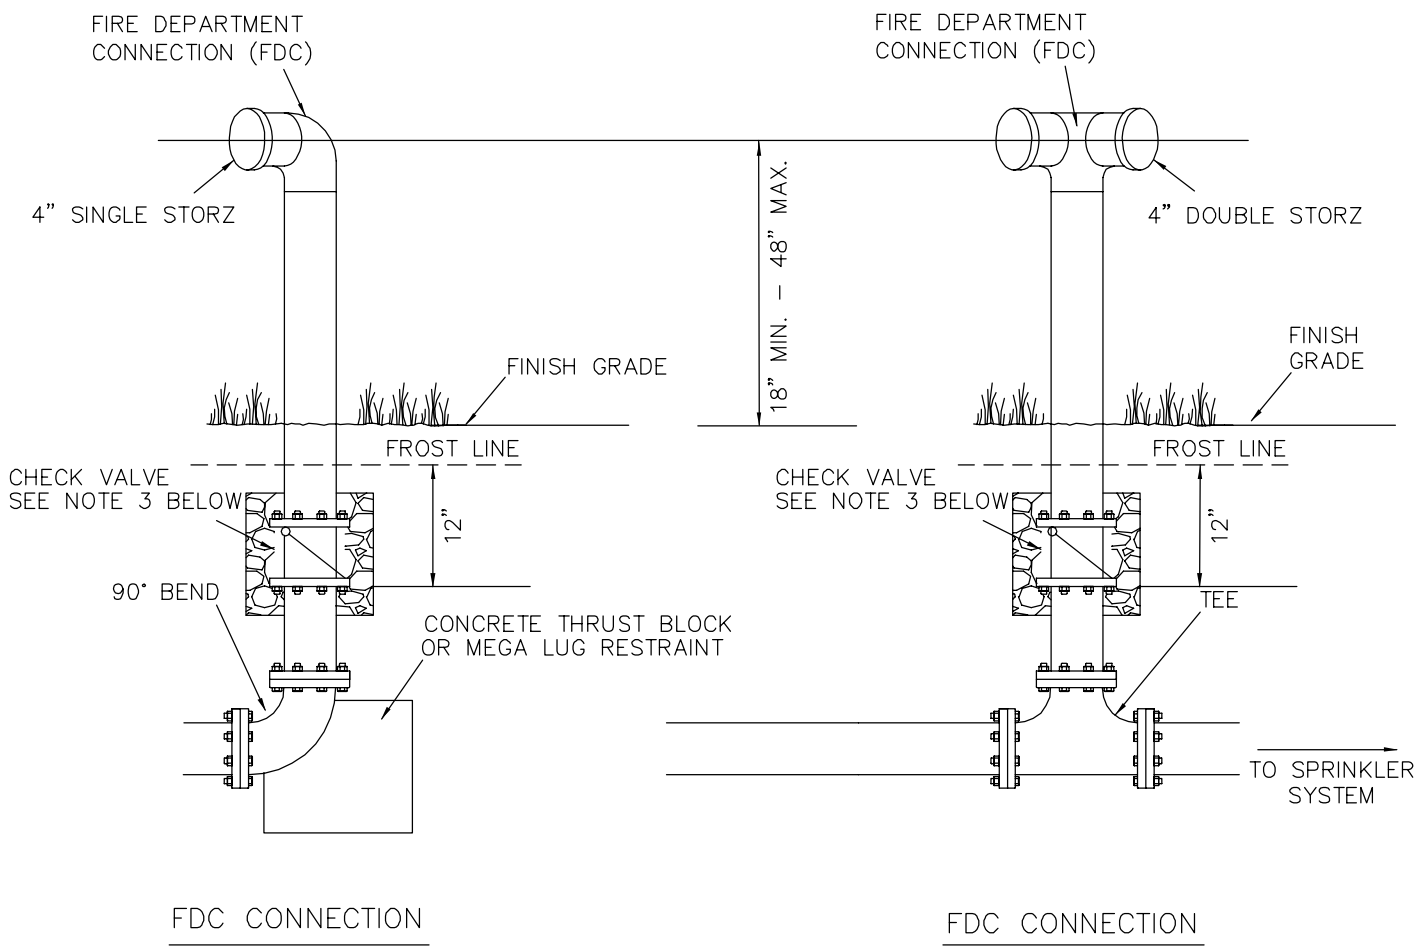 FIRE DEPARTMENT
CONNECTION (FDC)
4” SINGLE STORZ
FINISH GRADE
FROST LINE
CHECK VALVE
SEE NOTE 3 BELOW
12”
90° BEND
CONCRETE THRUST BLOCK
OR MEGA LUG RESTRAINT
FDC CONNECTION
18” MIN. – 48” MAX.
FIRE DEPARTMENT
CONNECTION (FDC)
4” DOUBLE STORZ
FINISH
GRADE
FROST LINE
CHECK VALVE
SEE NOTE 3 BELOW
12”
TEE
TO SPRINKLER
SYSTEM
FDC CONNECTION